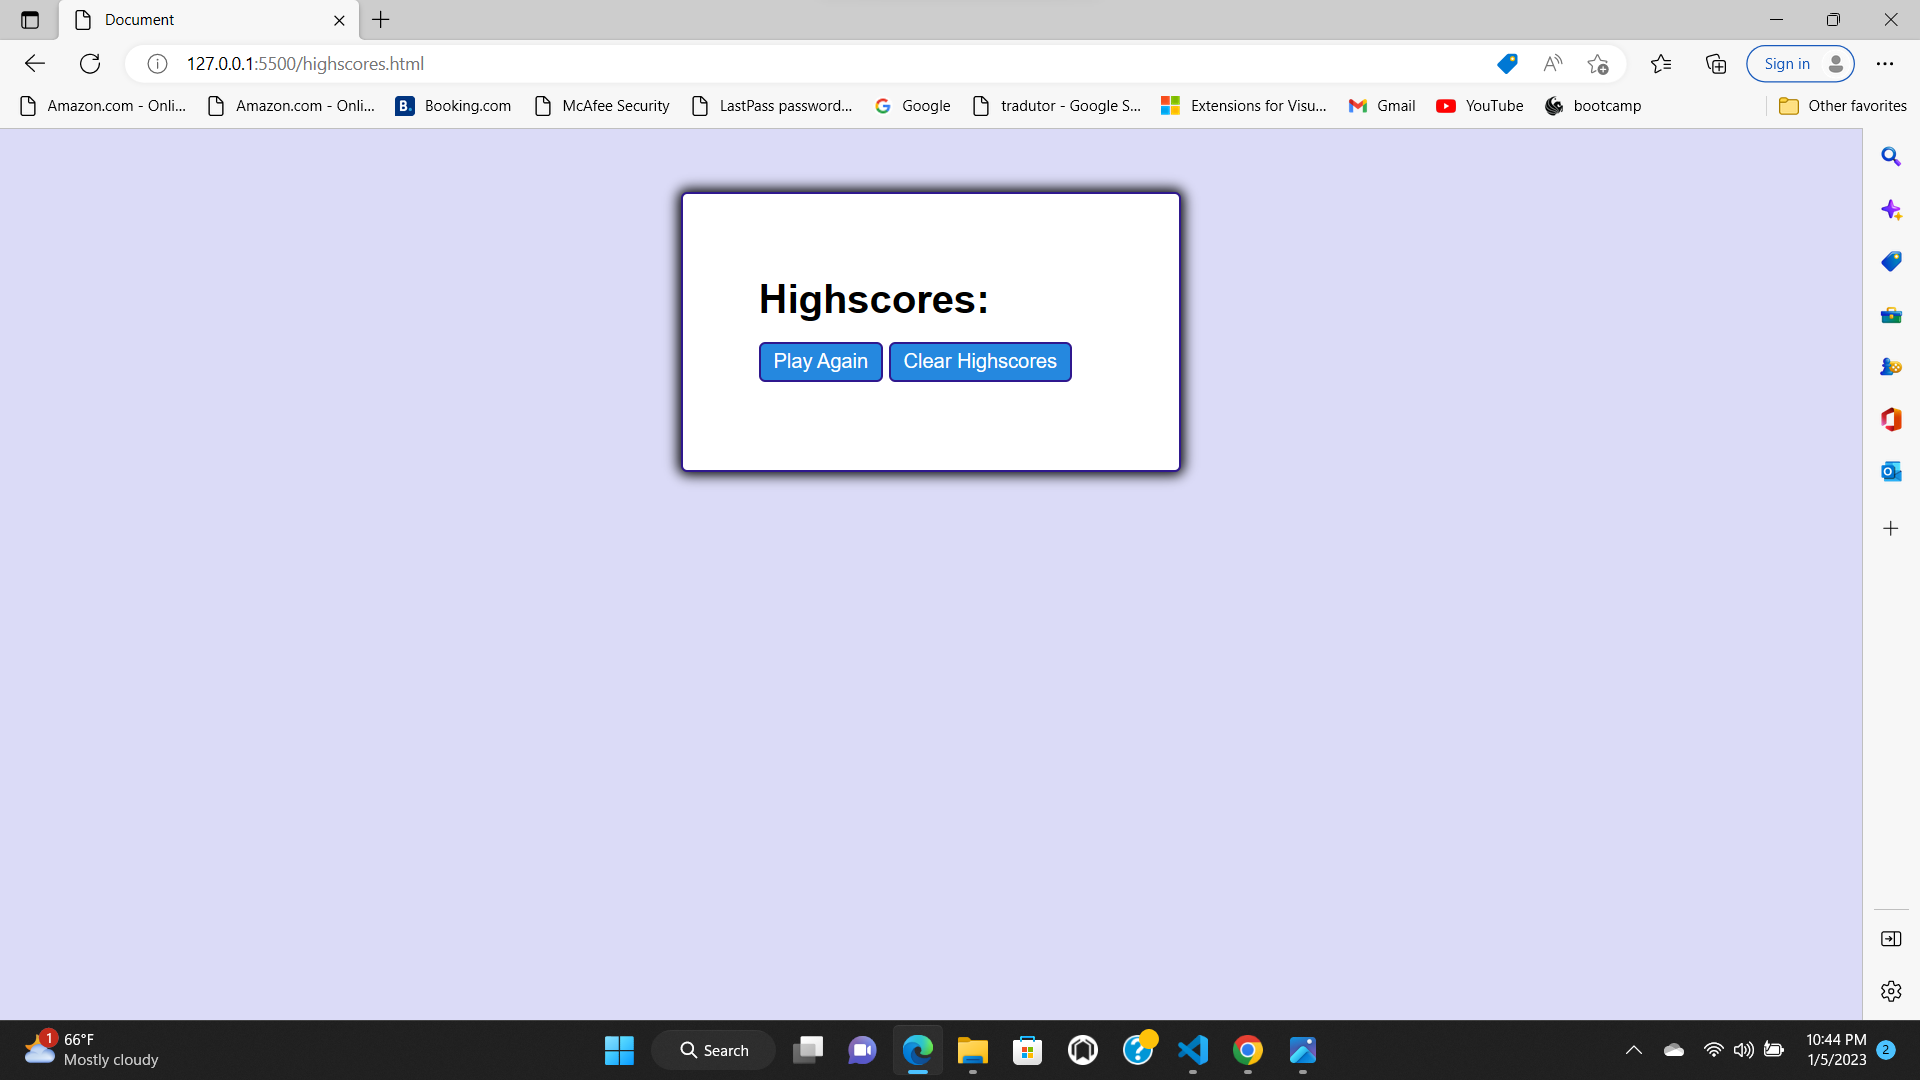 Document
127.0.0.1:5500/highscores.html
Sign in
Amazon.com - Onli...
Amazon.com - Onli...
B.
Booking.com
McAfee Security
LastPass password...
Google
tradutor - Google S...
Extensions for Visu...
Gmail
YouTube
bootcamp
Other favorites
Highscores:
Play Again
Clear Highscores
1
66°F
Mostly cloudy
Search
10:44 PM
1/5/2023
2